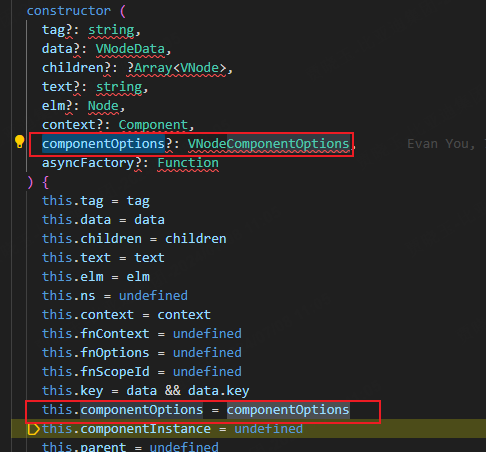 constructor (
tag?: string,
data?: VNodeData,
children?: ?Array<VNode>,
text?: string,
elm?: Node,
context?: Component,
componentOptions?: VNodeComponentOptions, Evan You,
asyncFactory?: Function
) {
this.tag = tag
this.data = data
this.children = children
this.text = text
this.elm = elm
this.ns = undefined
this.context = context
this.fnContext = undefined
this.fnOptions = undefined
this.fnScopeId = undefined
this.key = data && data.key
this.componentOptions = componentOptions
this.componentInstance = undefined
this.parent = undefined